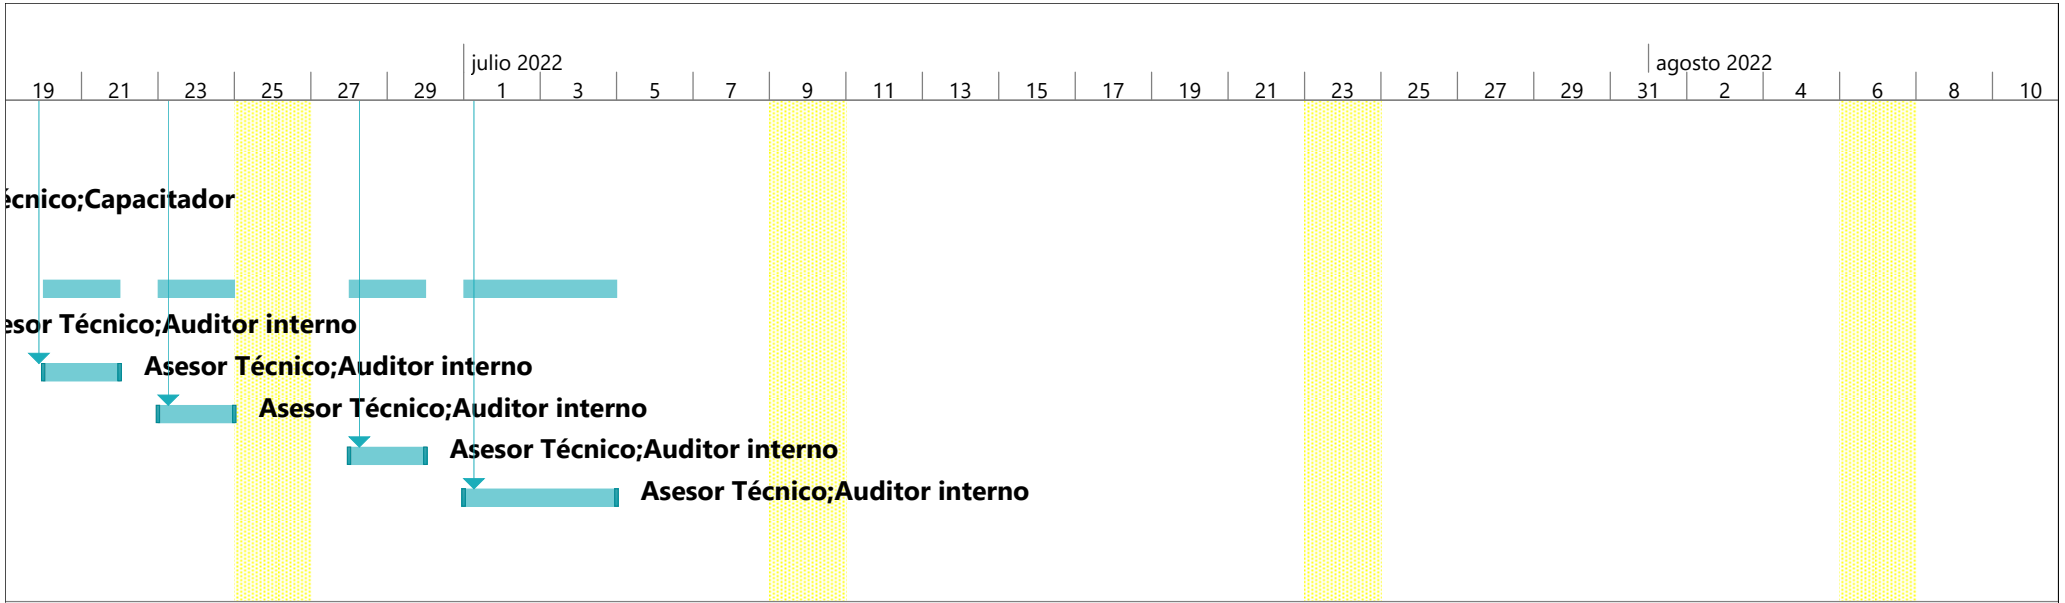 julio 2022 agosto 2022
19 21 23 25 27 29 1 3 5 7 9 11 13 15 17 19 21 23 25 27 29 31 2 4 6 8 10
écnico;Capacitador
esor Técnico;Auditor interno
Asesor Técnico;Auditor interno
Asesor Técnico;Auditor interno
Asesor Técnico;Auditor interno
Asesor Técnico;Auditor interno